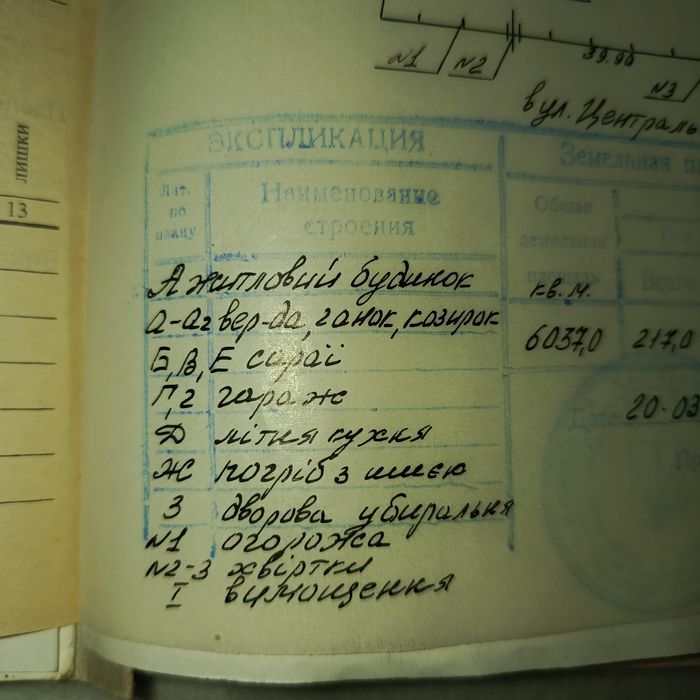 лишки
13
39.00
№1
№2
№3
вул. Централь
ЭКСПЛИКАЦИЯ
Земельная п
Лит. по плану
Наименование строения
Общая земельная площадь
Всего
кв.м.
А житловий будинок
а-а2 вер-да, ганок, козирок
6037,0 217,0
Б,В,Е сараї
Г,г гараж
20.03
Д літня кухня
Ж погріб з шиєю
З дворова убиральня
№1 огорожа
№2-3 хвіртки
I вимощення